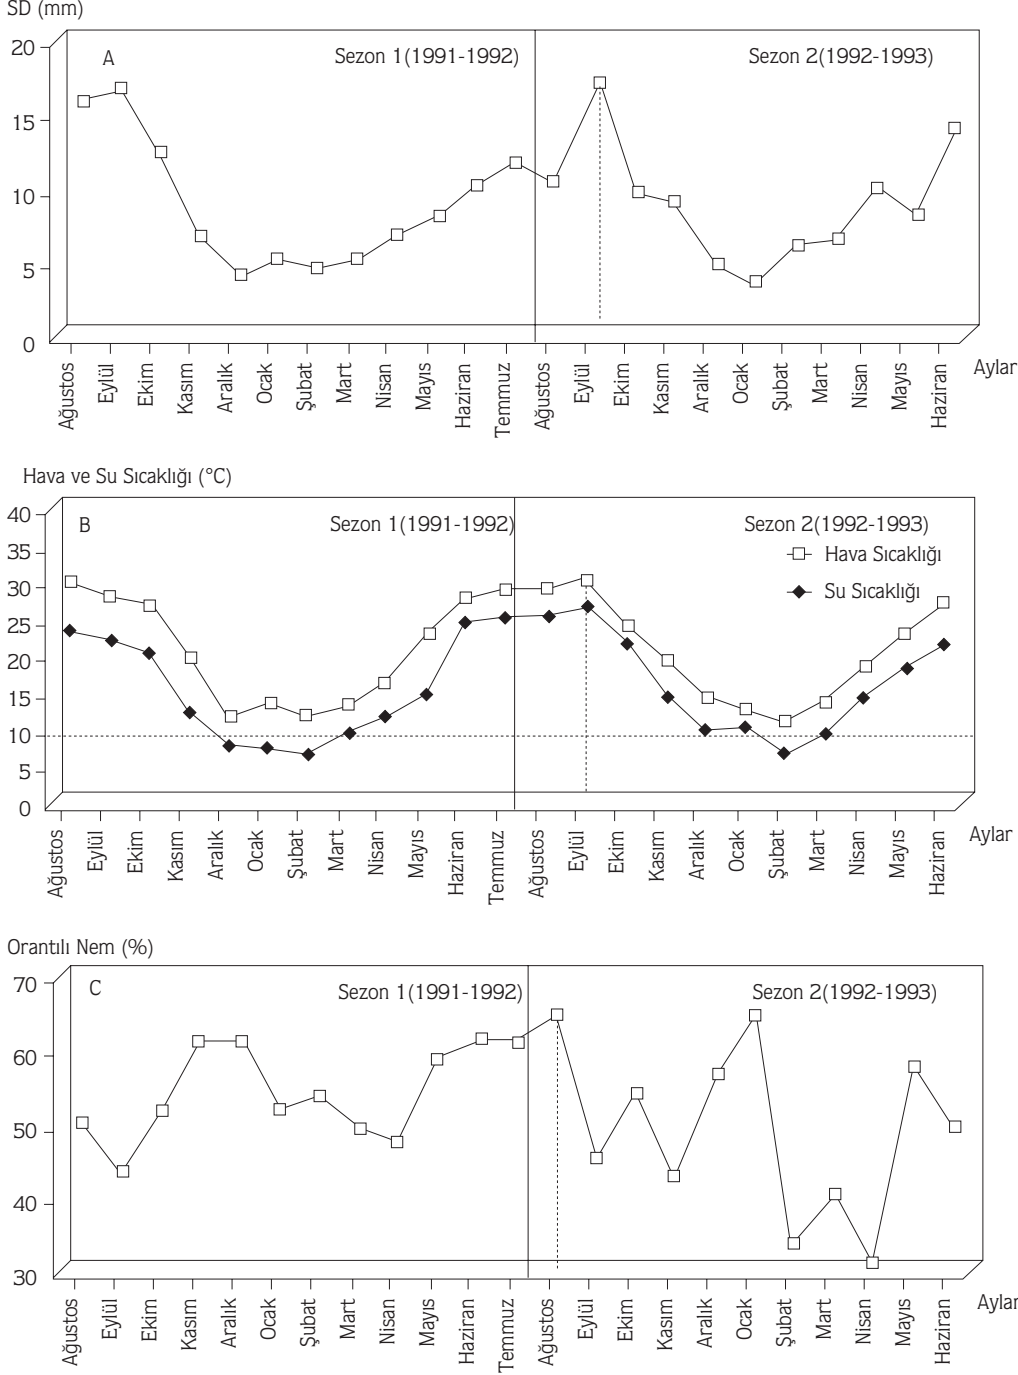 SD (mm)
A
Sezon 1(1991-1992)
Sezon 2(1992-1993)
20
15
10
5
0
Ağustos
Eylül
Ekim
Kasım
Aralık
Ocak
Şubat
Mart
Nisan
Mayıs
Haziran
Temmuz
Ağustos
Eylül
Ekim
Kasım
Aralık
Ocak
Şubat
Mart
Nisan
Mayıs
Haziran
Aylar
Hava ve Su Sıcaklığı (°C)
B
Sezon 1(1991-1992)
Sezon 2(1992-1993)
Hava Sıcaklığı
Su Sıcaklığı
40
35
30
25
20
15
10
5
0
Ağustos
Eylül
Ekim
Kasım
Aralık
Ocak
Şubat
Mart
Nisan
Mayıs
Haziran
Temmuz
Ağustos
Eylül
Ekim
Kasım
Aralık
Ocak
Şubat
Mart
Nisan
Mayıs
Haziran
Aylar
Orantılı Nem (%)
C
Sezon 1(1991-1992)
Sezon 2(1992-1993)
70
60
50
40
30
Ağustos
Eylül
Ekim
Kasım
Aralık
Ocak
Şubat
Mart
Nisan
Mayıs
Haziran
Temmuz
Ağustos
Eylül
Ekim
Kasım
Aralık
Ocak
Şubat
Mart
Nisan
Mayıs
Haziran
Aylar